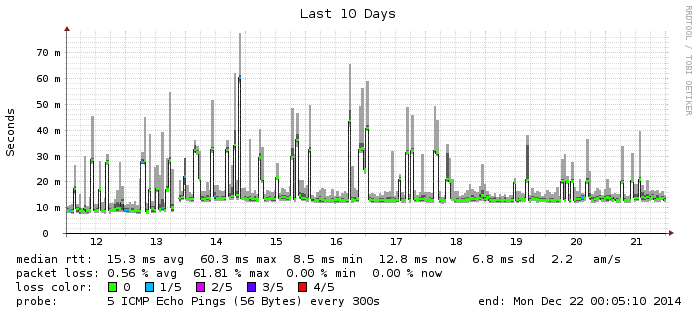 Last 10 Days
RRDTOOL / TOBI OETIKER
Seconds
70 m
60 m
50 m
40 m
30 m
20 m
10 m
0
12 13 14 15 16 17 18 19 20 21
median rtt: 15.3 ms avg 60.3 ms max 8.5 ms min 12.8 ms now 6.8 ms sd 2.2 am/s
packet loss: 0.56 % avg 61.81 % max 0.00 % min 0.00 % now
loss color: 0 1/5 2/5 3/5 4/5
probe: 5 ICMP Echo Pings (56 Bytes) every 300s end: Mon Dec 22 00:05:10 2014